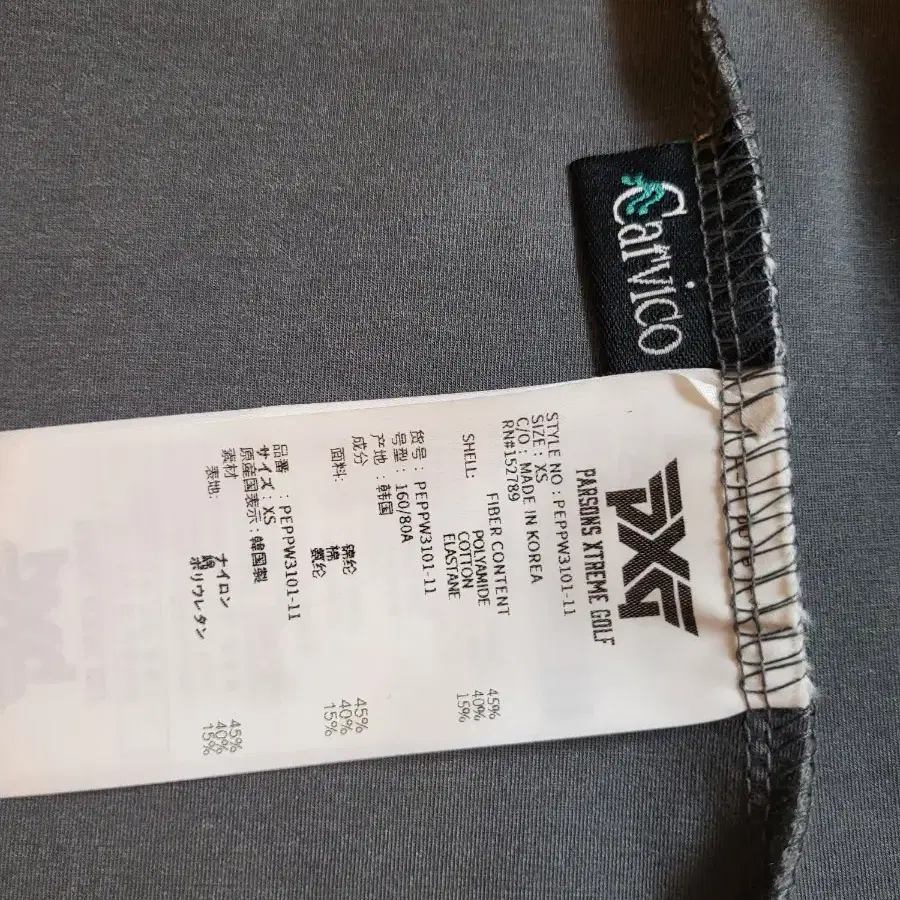 Carvico
PXG
PARSONS XTREME GOLF
STYLE NO : PEPPW3101-11
SIZE : XS
C/O : MADE IN KOREA
RN#152789
FIBER CONTENT
SHELL:
POLYAMIDE 45%
COTTON 40%
ELASTANE 15%
货号 : PEPPW3101-11
号型 : 160/80A
产地 : 韩国
成分
面料:
锦纶 45%
棉 40%
氨纶 15%
品番 : PEPPW3101-11
サイズ : XS
原産国表示 : 韓国製
素材
表地:
ナイロン 45%
綿 40%
ポリウレタン 15%